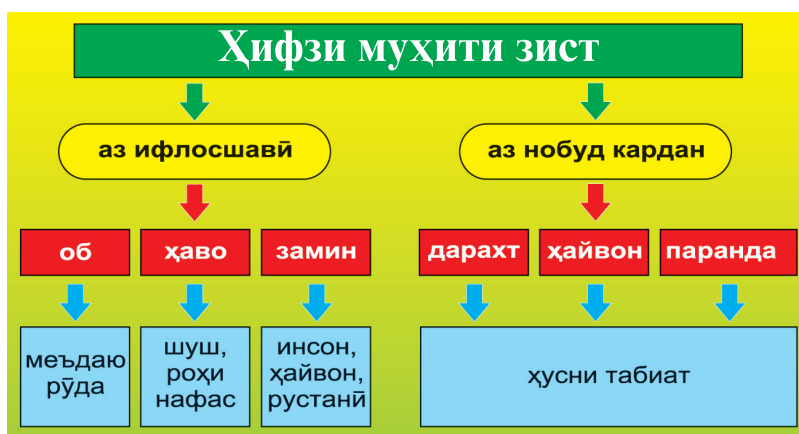 Ҳифзи муҳити зист
аз ифлосшавӣ
аз нобуд кардан
об
ҳаво
замин
дарахт
ҳайвон
паранда
меъдаю
рӯда
шуш,
роҳи
нафас
инсон,
ҳайвон,
рустанӣ
ҳусни табиат